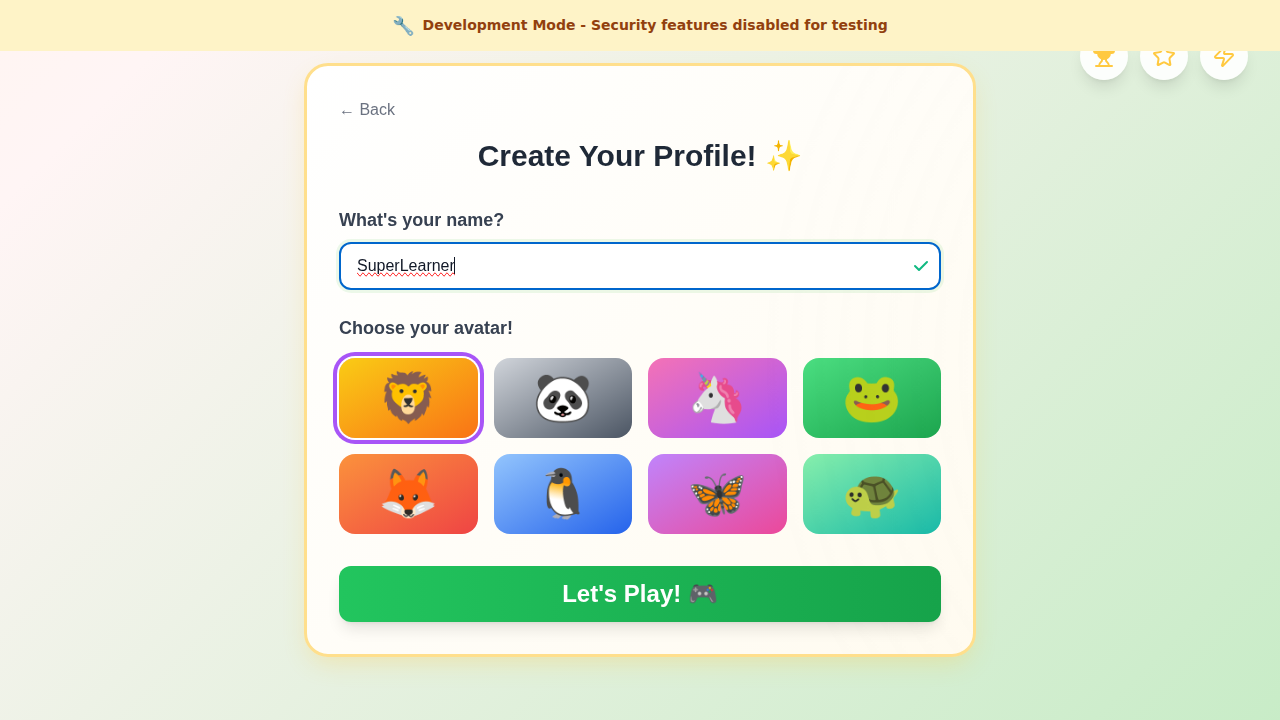 🔧 Development Mode - Security features disabled for testing
← Back
Create Your Profile! ✨
What's your name?
SuperLearner
Choose your avatar!
Let's Play! 🎮